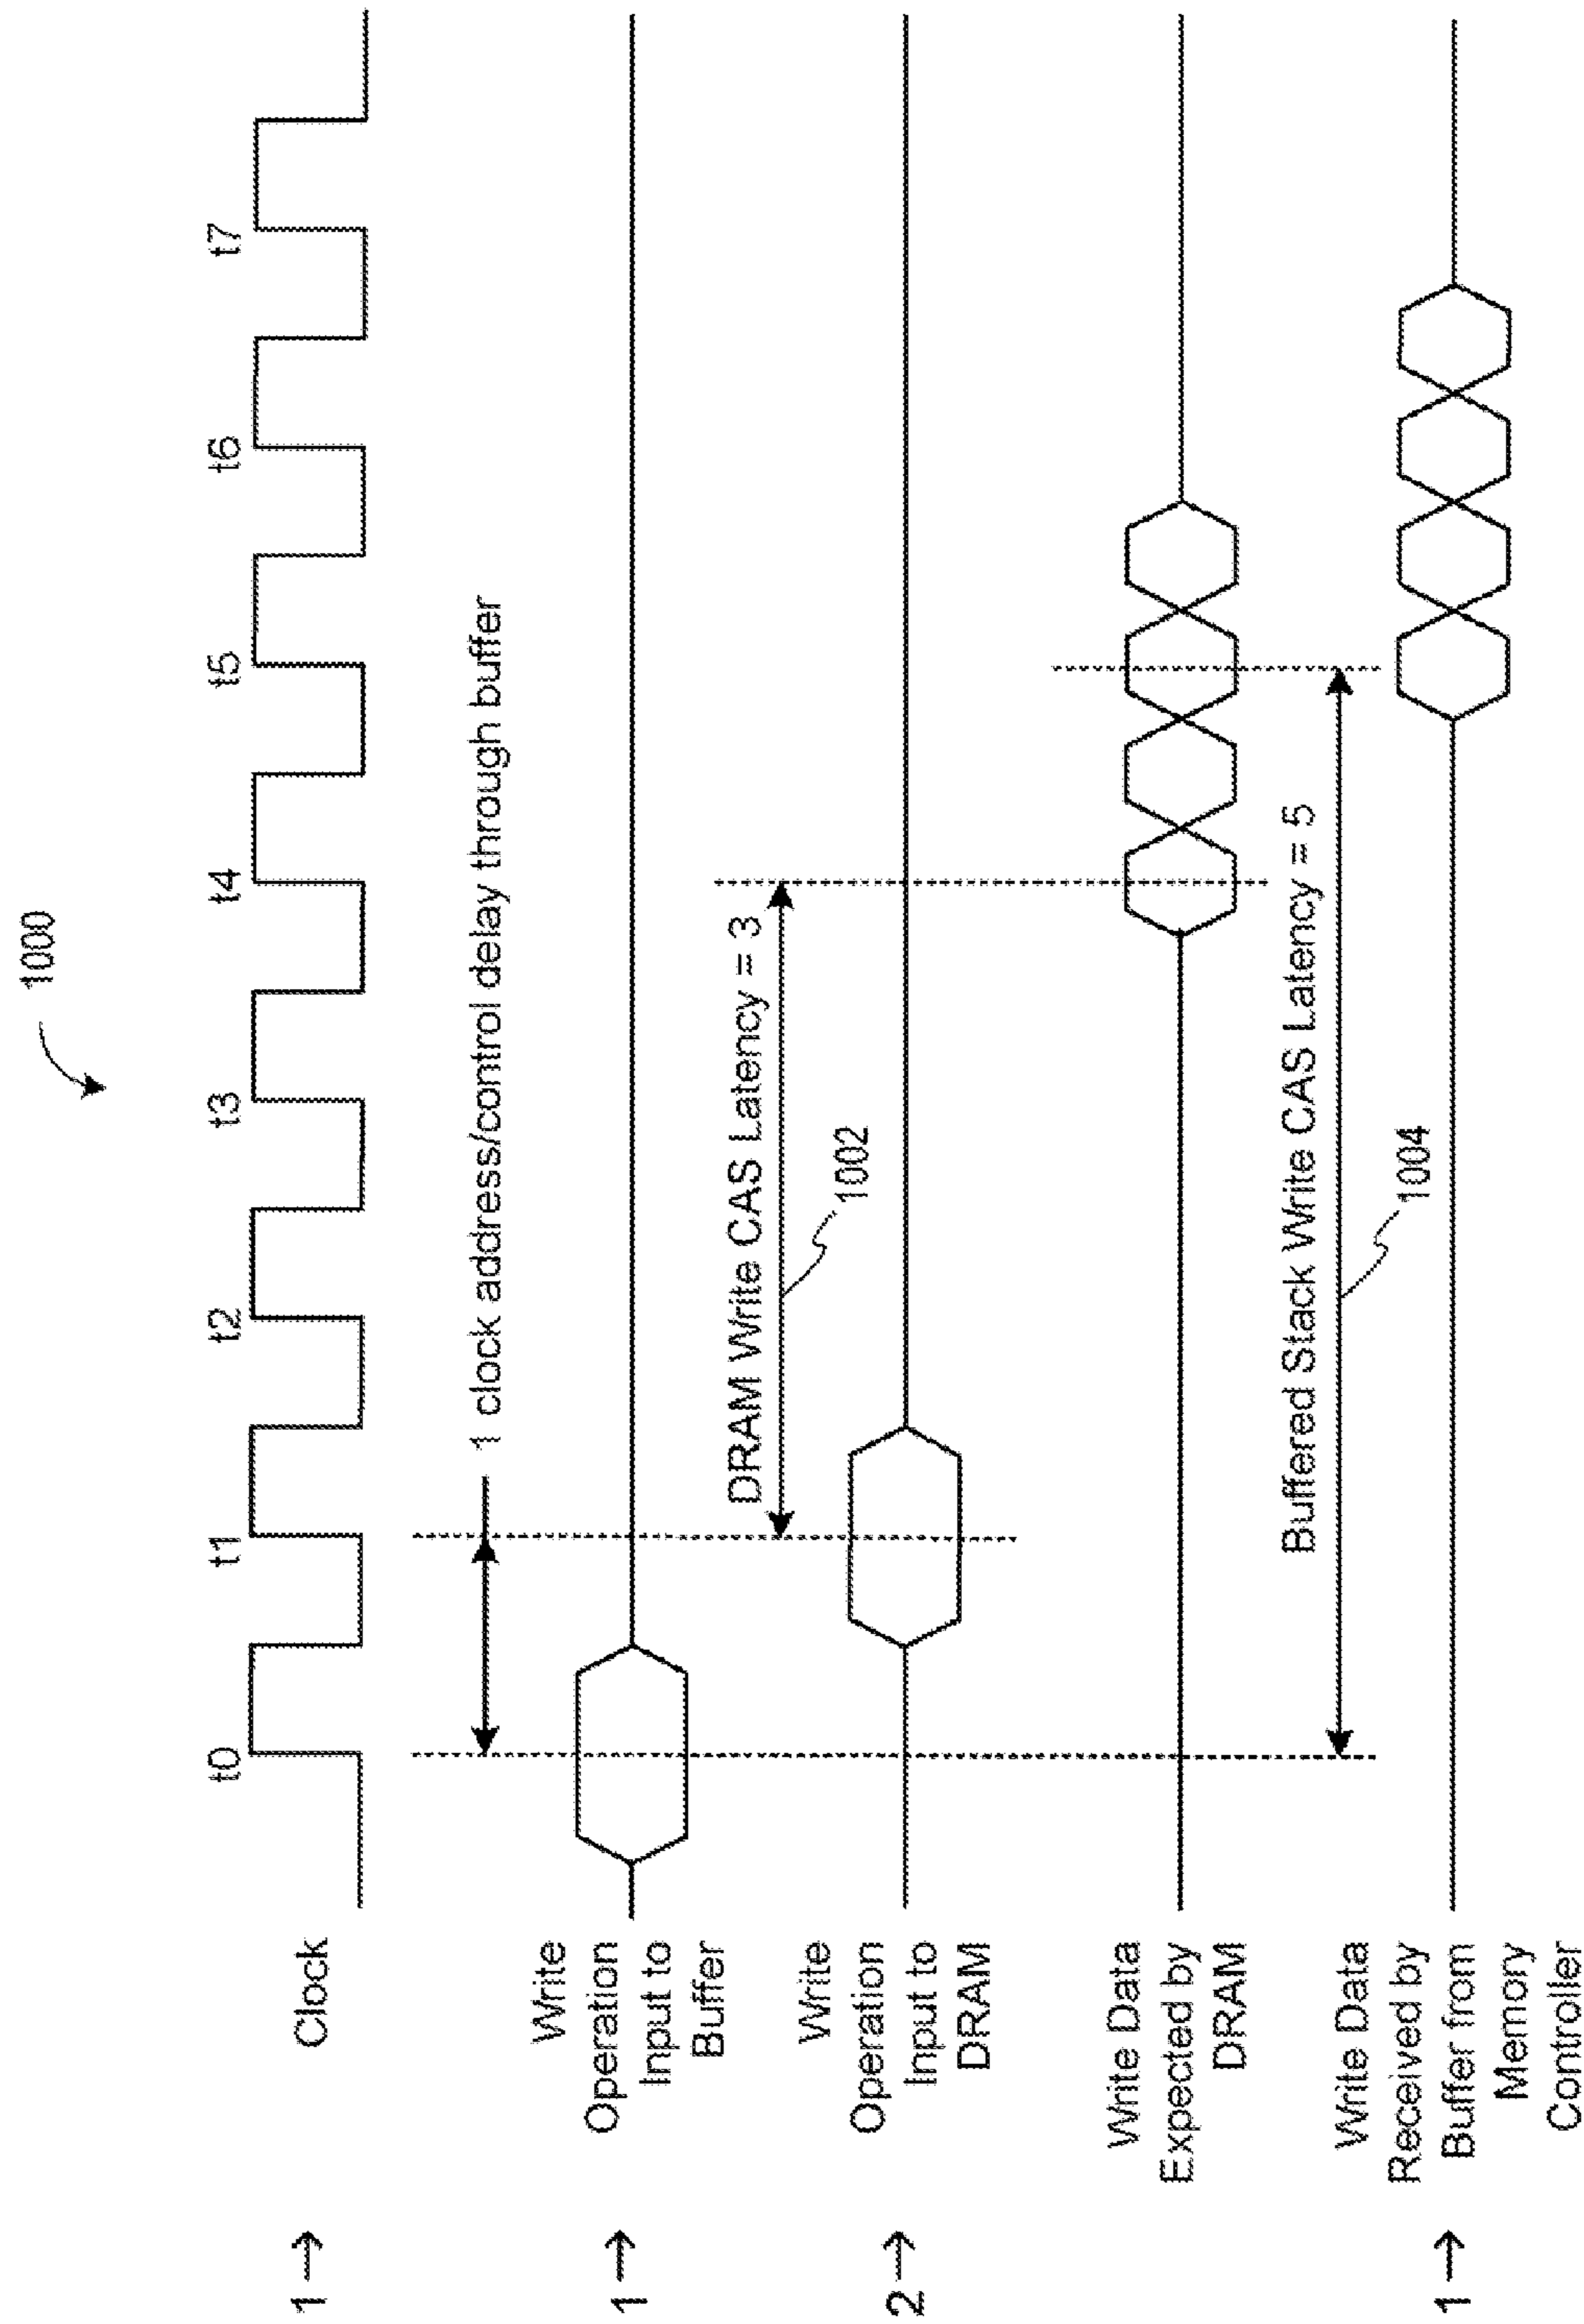 1000
t0 t1 t2 t3 t4 t5 t6 t7
1→ Clock
1 clock address/control delay through buffer
1→ Write
Operation
Input to
Buffer
DRAM Write CAS Latency = 3
1002
2→ Write
Operation
Input to
DRAM
Write Data
Expected by
DRAM
Buffered Stack Write CAS Latency = 5
1004
1→ Write Data
Received by
Buffer from
Memory
Controller